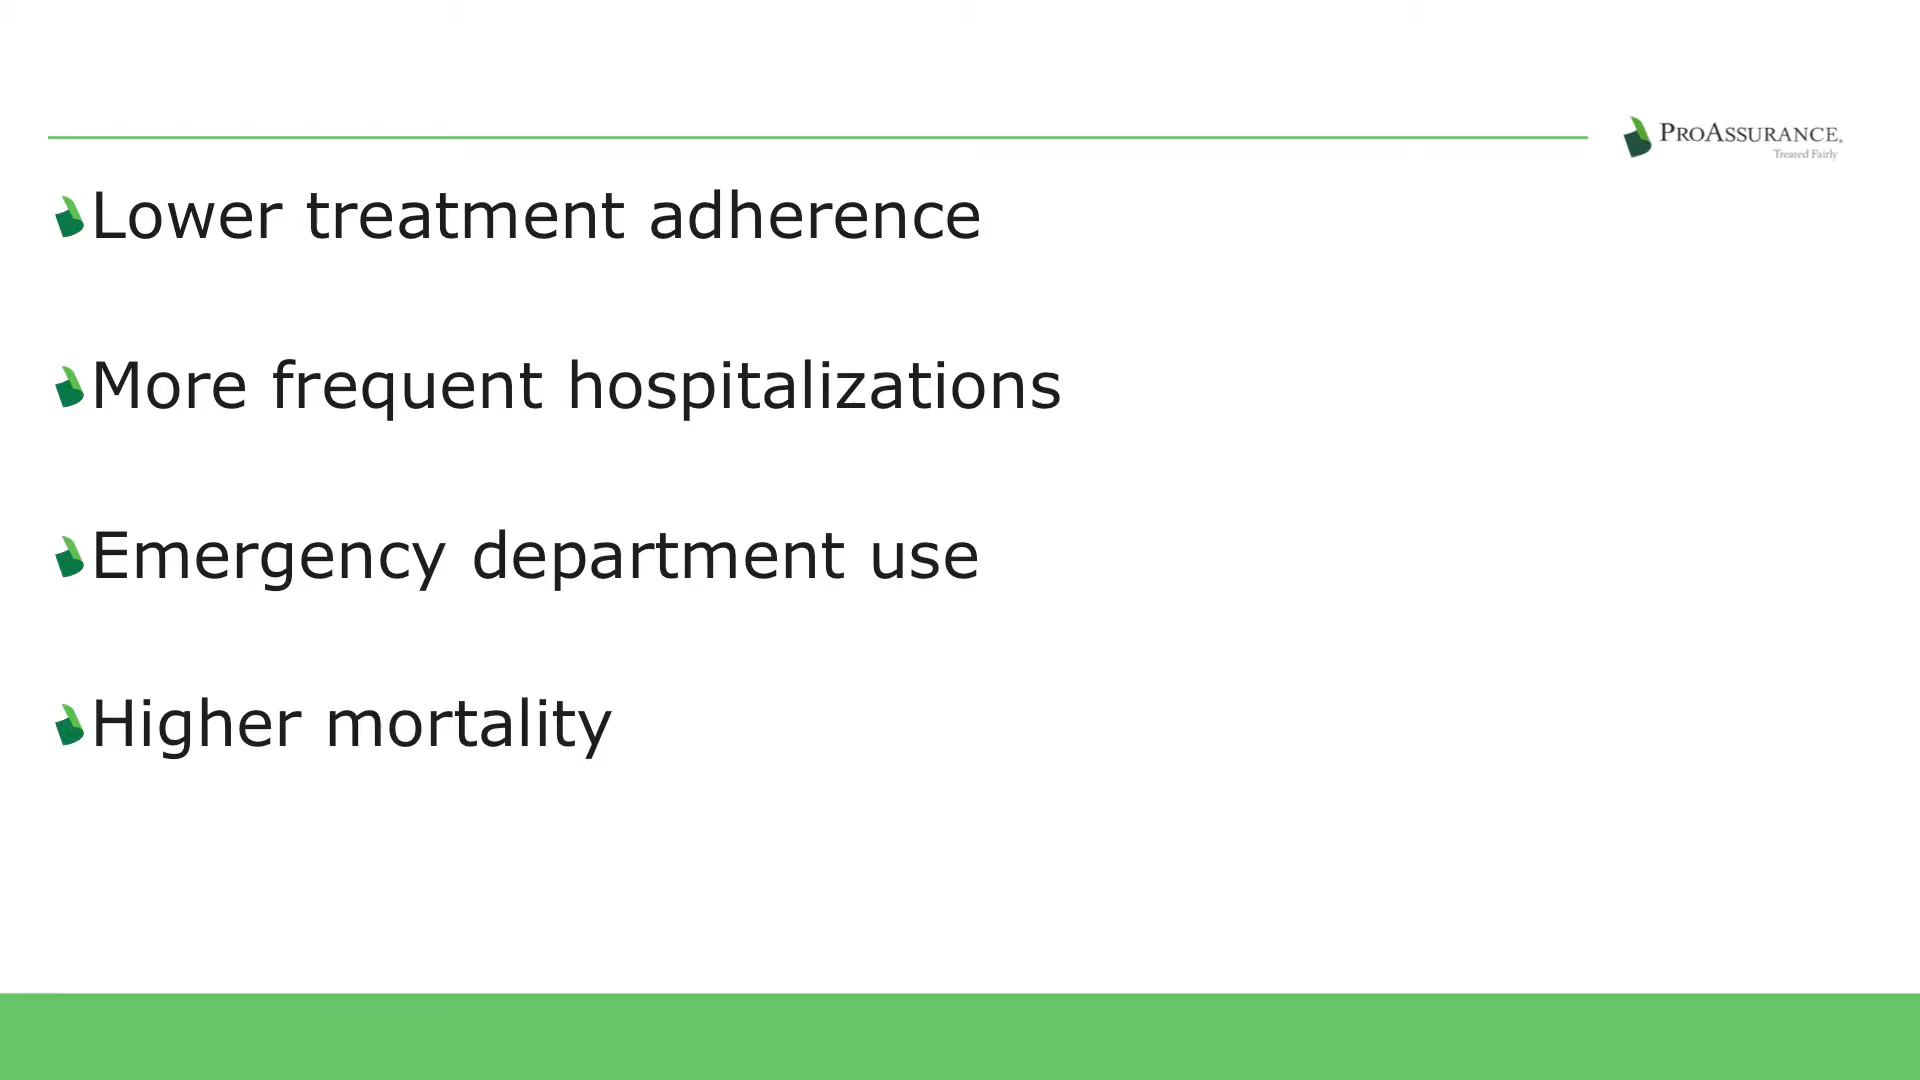 PROASSURANCE.
Treated Fairly
Lower treatment adherence
More frequent hospitalizations
Emergency department use
Higher mortality